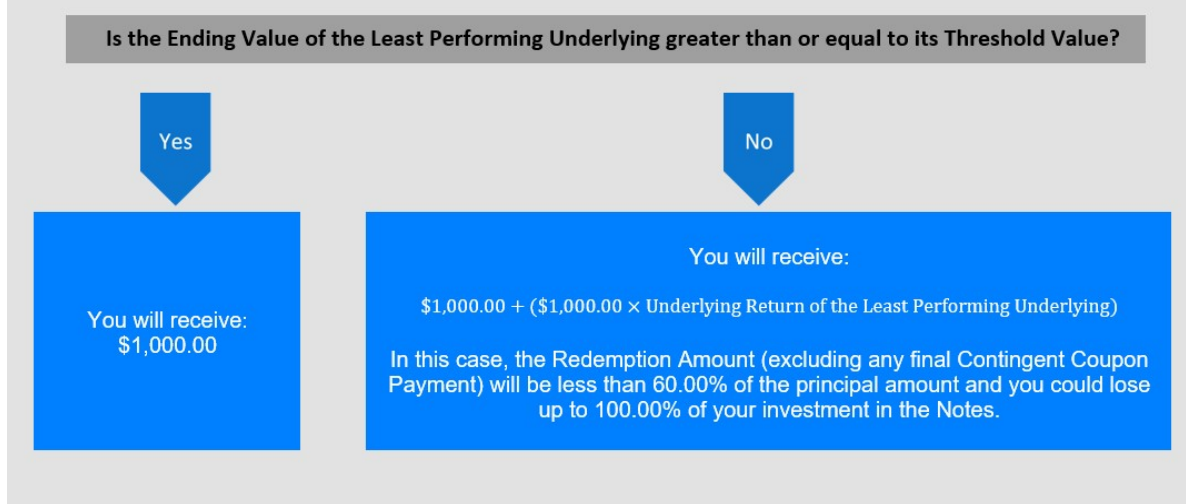 Is the Ending Value of the Least Performing Underlying greater than or equal to its Threshold Value?
Yes
No
You will receive:
$1,000.00
You will receive:
$1,000.00 + ($1,000.00 × Underlying Return of the Least Performing Underlying)
In this case, the Redemption Amount (excluding any final Contingent Coupon
Payment) will be less than 60.00% of the principal amount and you could lose
up to 100.00% of your investment in the Notes.